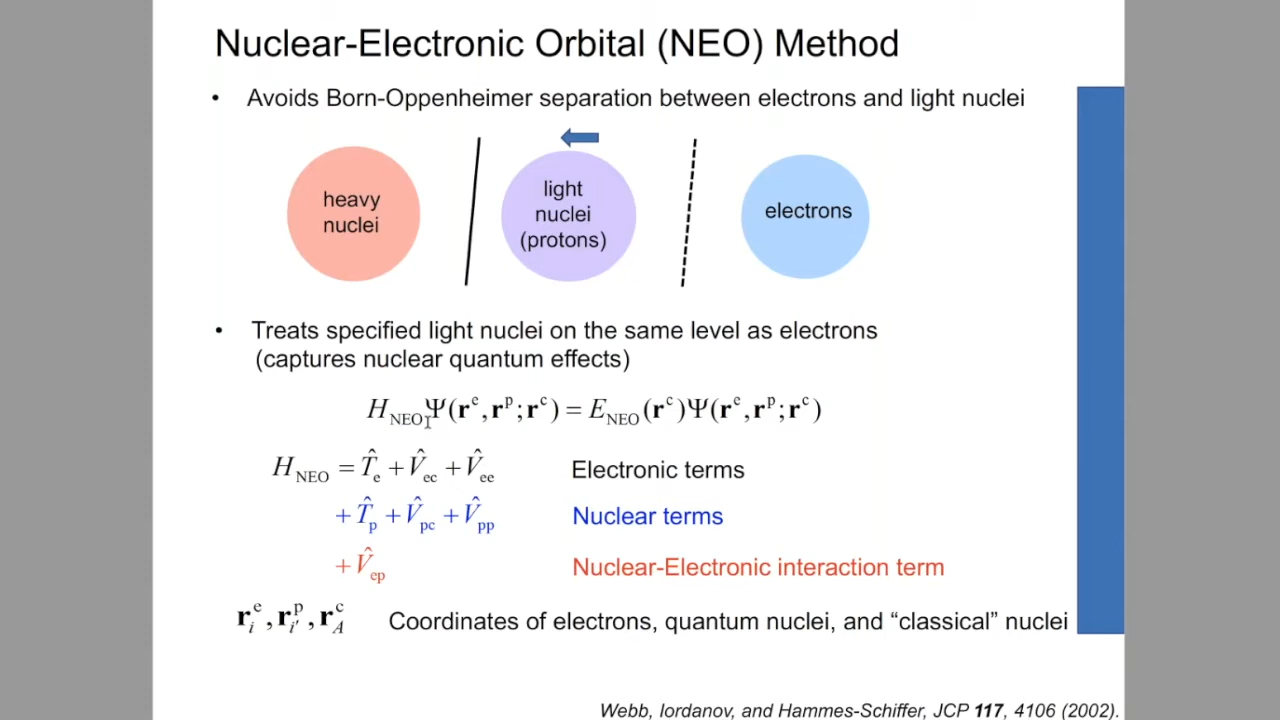 Nuclear-Electronic Orbital (NEO) Method
• Avoids Born-Oppenheimer separation between electrons and light nuclei
heavy
nuclei
light
nuclei
(protons)
electrons
• Treats specified light nuclei on the same level as electrons
(captures nuclear quantum effects)
H_NEO Ψ(r^e, r^p; r^c) = E_NEO(r^c)Ψ(r^e, r^p; r^c)
H_NEO = T̂_e + V̂_ec + V̂_ee Electronic terms
+ T̂_p + V̂_pc + V̂_pp Nuclear terms
+ V̂_ep Nuclear-Electronic interaction term
r_i^e, r_i'^p, r_A^c Coordinates of electrons, quantum nuclei, and “classical” nuclei
Webb, Iordanov, and Hammes-Schiffer, JCP 117, 4106 (2002).